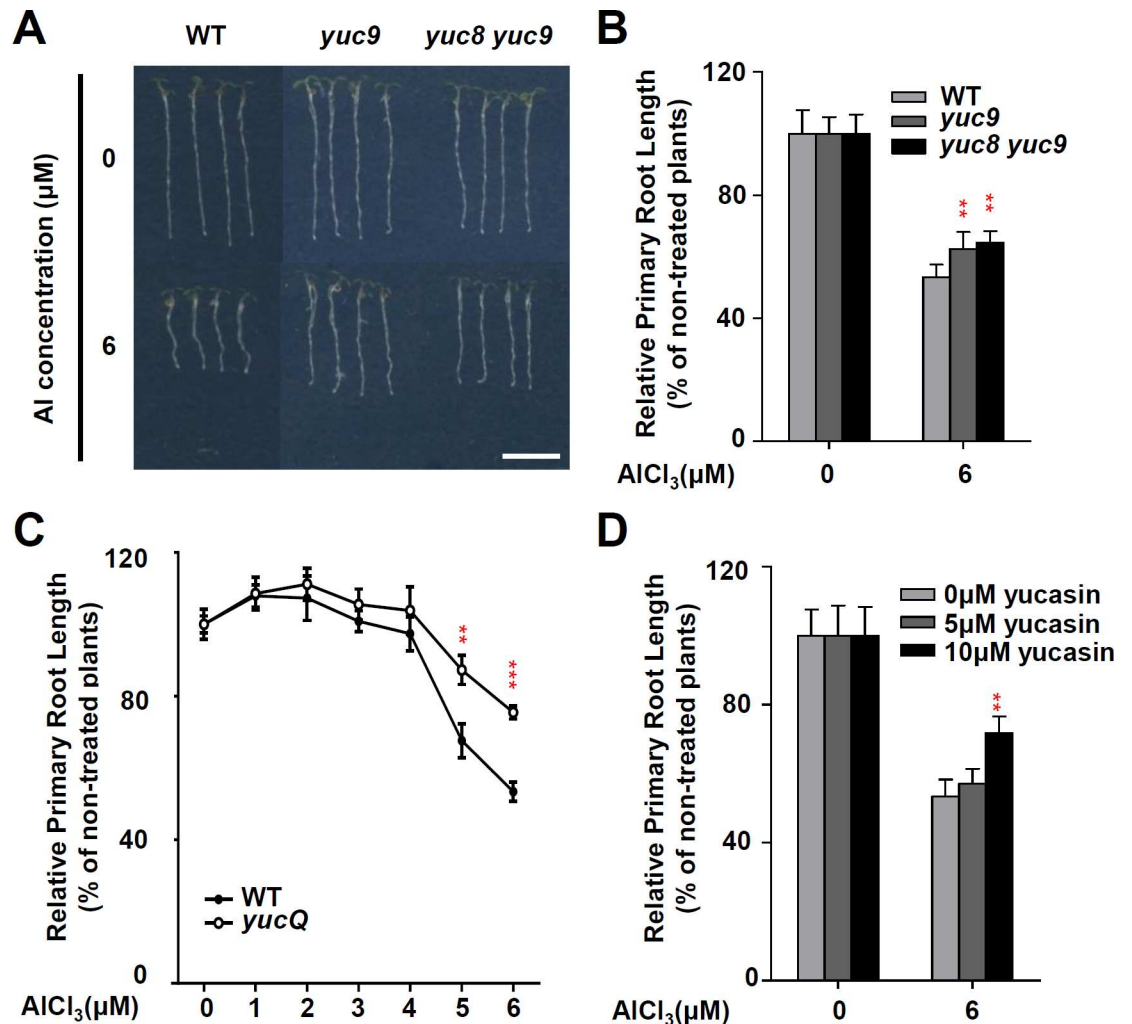 A
WT yuc9 yuc8 yuc9
Al concentration (µM)
0
6
B
Relative Primary Root Length
(% of non-treated plants)
120
80
40
0
WT
yuc9
yuc8 yuc9
**
**
AlCl3(µM) 0 6
C
Relative Primary Root Length
(% of non-treated plants)
120
80
40
0
**
***
WT
yucQ
AlCl3(µM) 0 1 2 3 4 5 6
D
Relative Primary Root Length
(% of non-treated plants)
120
80
40
0
0µM yucasin
5µM yucasin
10µM yucasin
**
AlCl3(µM) 0 6